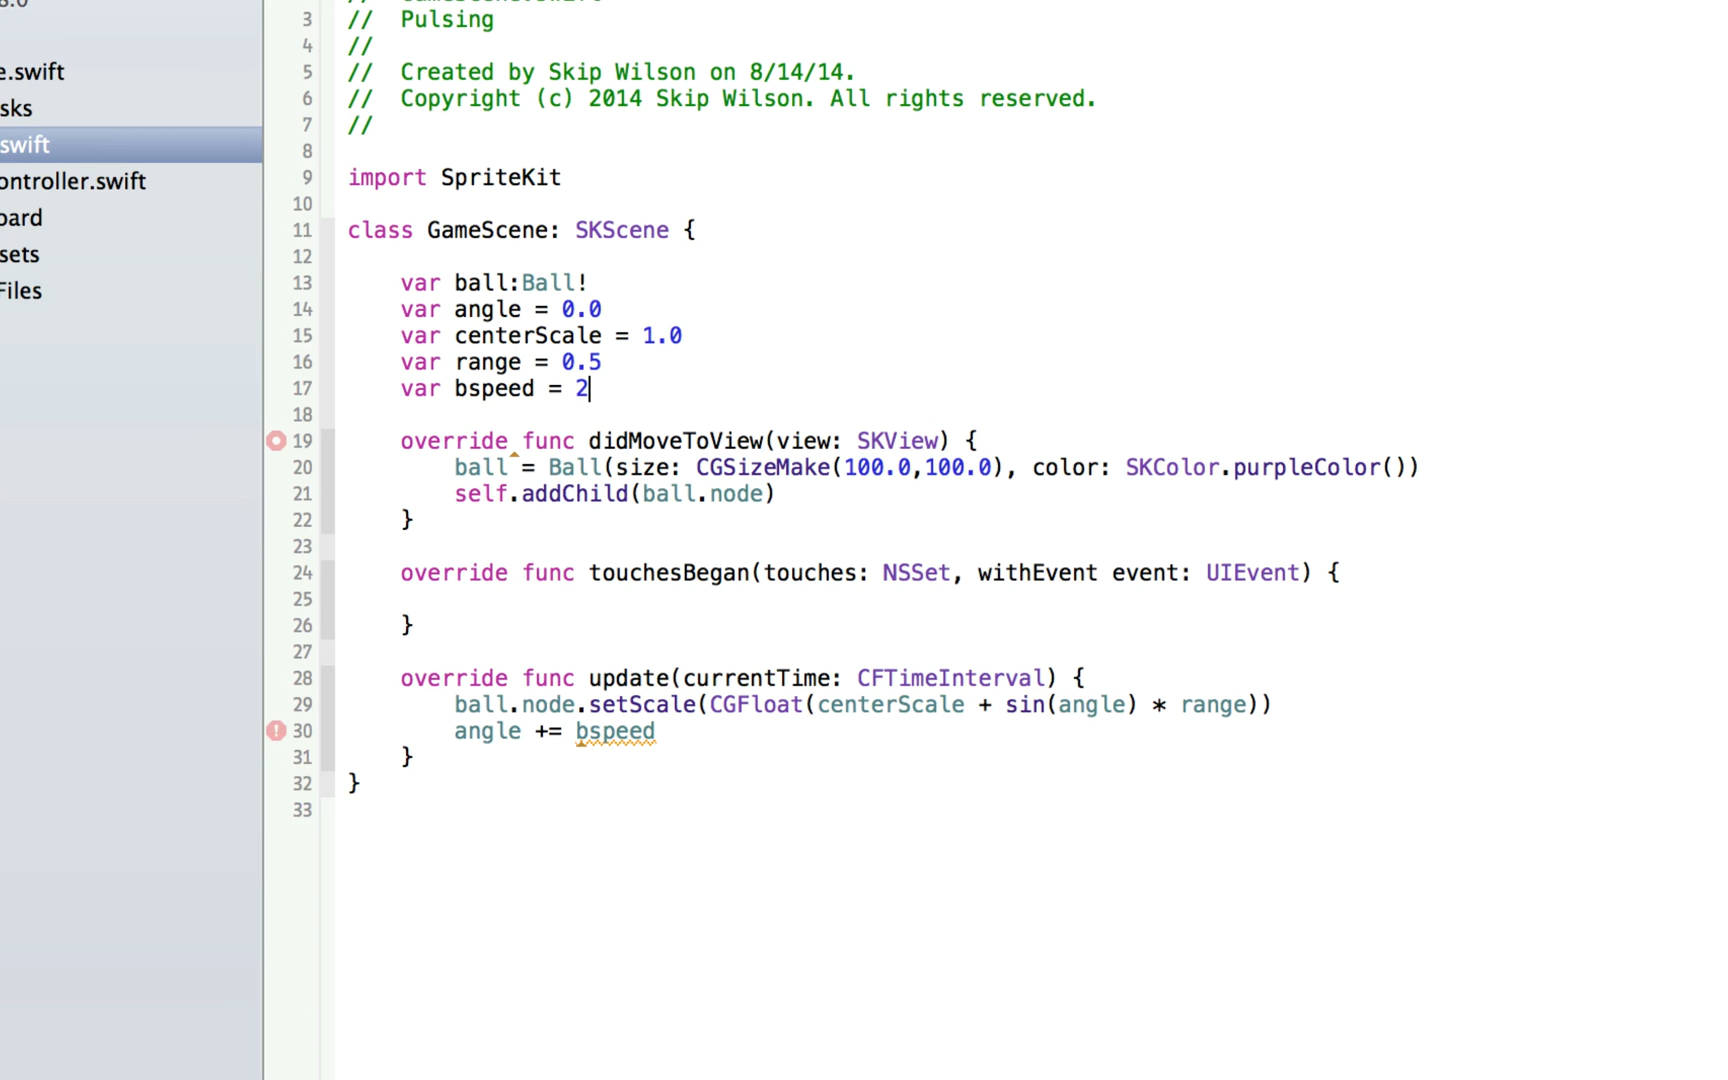 8.0
e.swift
sks
swift
ontroller.swift
oard
sets
Files
3 // Pulsing
4 //
5 // Created by Skip Wilson on 8/14/14.
6 // Copyright (c) 2014 Skip Wilson. All rights reserved.
7 //
8
9 import SpriteKit
10
11 class GameScene: SKScene {
12
13 var ball:Ball!
14 var angle = 0.0
15 var centerScale = 1.0
16 var range = 0.5
17 var bspeed = 2
18
19 override func didMoveToView(view: SKView) {
20 ball = Ball(size: CGSizeMake(100.0,100.0), color: SKColor.purpleColor())
21 self.addChild(ball.node)
22 }
23
24 override func touchesBegan(touches: NSSet, withEvent event: UIEvent) {
25
26 }
27
28 override func update(currentTime: CFTimeInterval) {
29 ball.node.setScale(CGFloat(centerScale + sin(angle) * range))
30 angle += bspeed
31 }
32 }
33